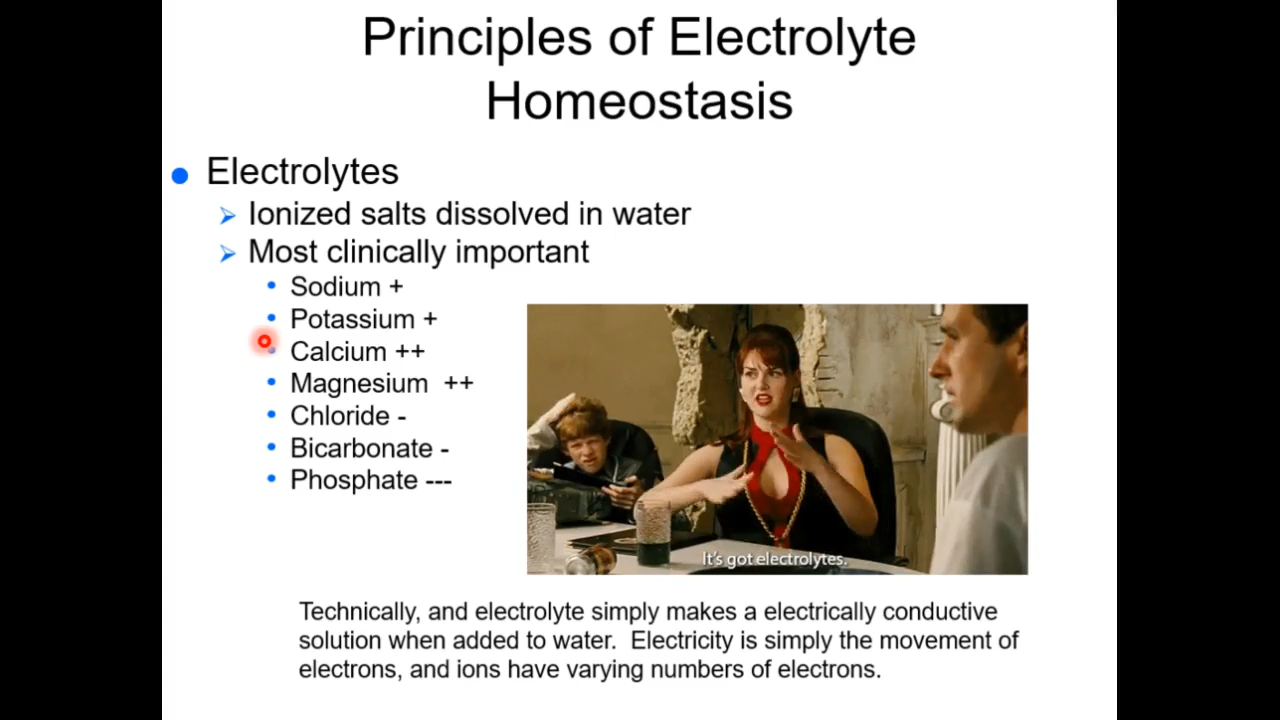 Principles of Electrolyte
Homeostasis
Electrolytes
Ionized salts dissolved in water
Most clinically important
Sodium +
Potassium +
Calcium ++
Magnesium ++
Chloride -
Bicarbonate -
Phosphate ---
It's got electrolytes.
Technically, and electrolyte simply makes a electrically conductive
solution when added to water. Electricity is simply the movement of
electrons, and ions have varying numbers of electrons.